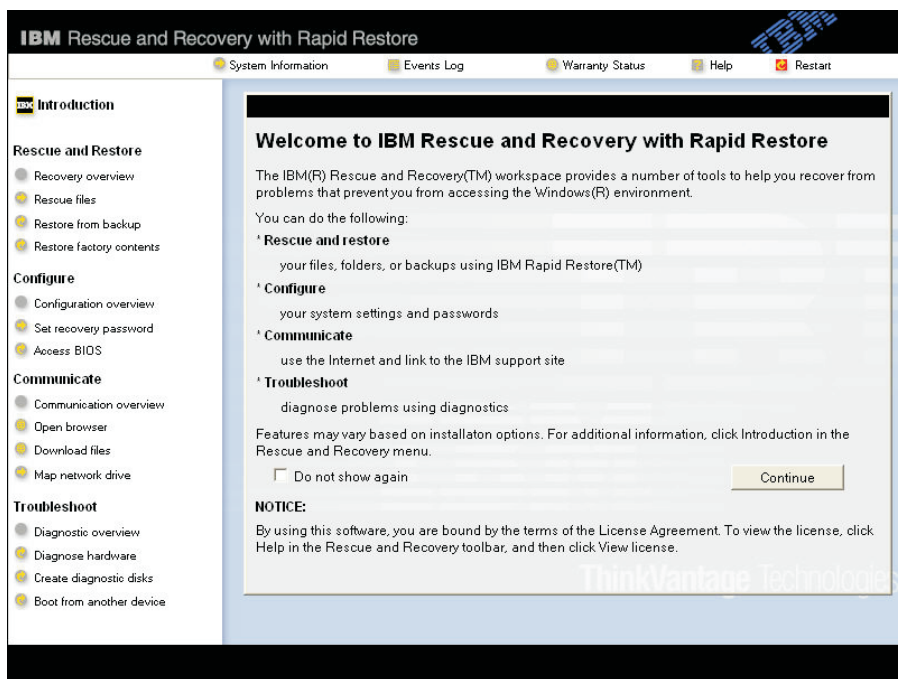 IBM Rescue and Recovery with Rapid Restore
IBM
System Information
Events Log
Warranty Status
Help
Restart
IBM Introduction
Rescue and Restore
Recovery overview
Rescue files
Restore from backup
Restore factory contents
Configure
Configuration overview
Set recovery password
Access BIOS
Communicate
Communication overview
Open browser
Download files
Map network drive
Troubleshoot
Diagnostic overview
Diagnose hardware
Create diagnostic disks
Boot from another device
Welcome to IBM Rescue and Recovery with Rapid Restore
The IBM(R) Rescue and Recovery(TM) workspace provides a number of tools to help you recover from
problems that prevent you from accessing the Windows(R) environment.
You can do the following:
* Rescue and restore
your files, folders, or backups using IBM Rapid Restore(TM)
* Configure
your system settings and passwords
* Communicate
use the Internet and link to the IBM support site
* Troubleshoot
diagnose problems using diagnostics
Features may vary based on installaton options. For additional information, click Introduction in the
Rescue and Recovery menu.
Do not show again
Continue
NOTICE:
By using this software, you are bound by the terms of the License Agreement. To view the license, click
Help in the Rescue and Recovery toolbar, and then click View license.
ThinkVantage Technologies